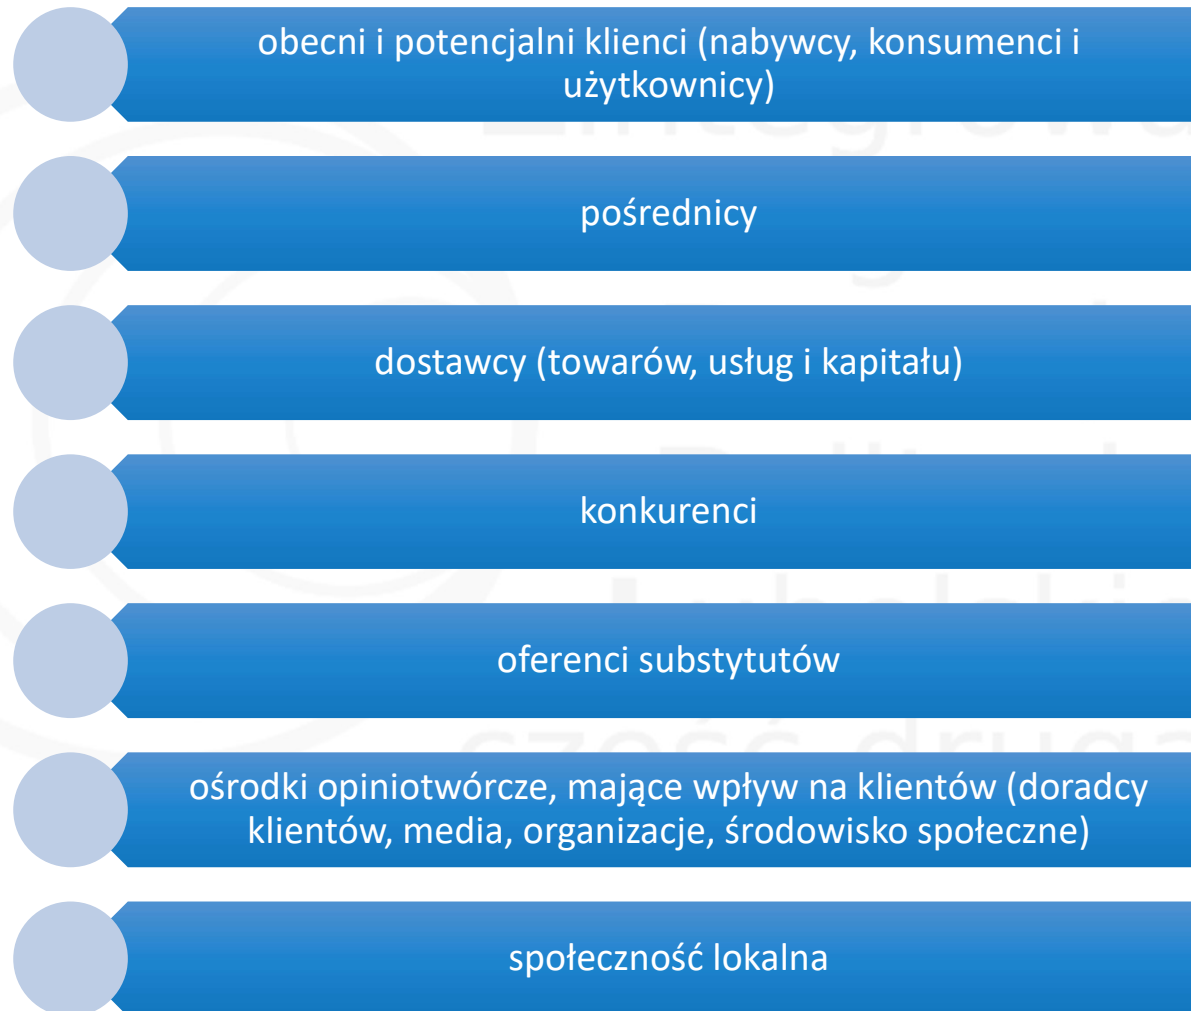 obecni i potencjalni klienci (nabywcy, konsumenci i
użytkownicy)
pośrednicy
dostawcy (towarów, usług i kapitału)
konkurenci
oferenci substytutów
ośrodki opiniotwórcze, mające wpływ na klientów (doradcy
klientów, media, organizacje, środowisko społeczne)
społeczność lokalna